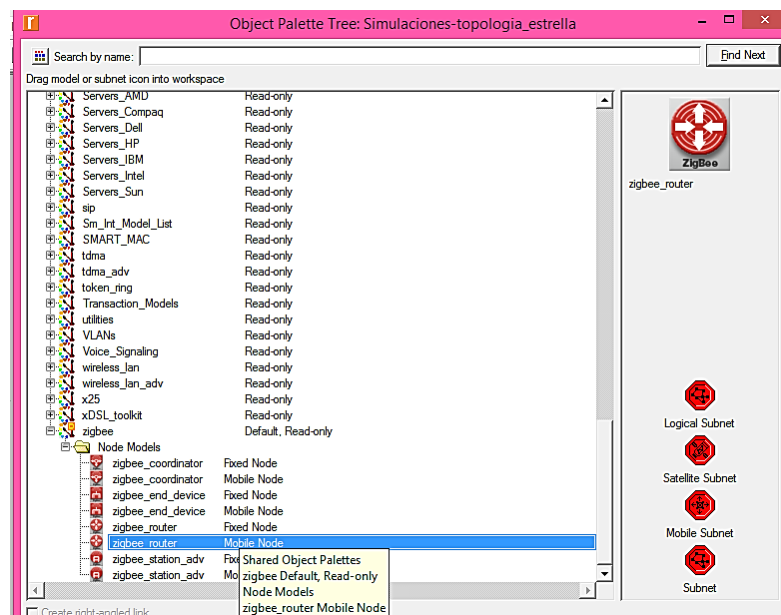 Object Palette Tree: Simulaciones-topologia_estrella
Search by name:
Find Next
Drag model or subnet icon into workspace
Servers_AMD Read-only
Servers_Compaq Read-only
Servers_Dell Read-only
Servers_HP Read-only
Servers_IBM Read-only
Servers_Intel Read-only
Servers_Sun Read-only
sip Read-only
Sm_Int_Model_List Read-only
SMART_MAC Read-only
tdma Read-only
tdma_adv Read-only
token_ring Read-only
Transaction_Models Read-only
utilities Read-only
VLANs Read-only
Voice_Signaling Read-only
wireless_lan Read-only
wireless_lan_adv Read-only
x25 Read-only
xDSL_toolkit Read-only
zigbee Default, Read-only
Node Models
zigbee_coordinator Fixed Node
zigbee_coordinator Mobile Node
zigbee_end_device Fixed Node
zigbee_end_device Mobile Node
zigbee_router Fixed Node
zigbee_router Mobile Node
zigbee_station_adv Fixe
zigbee_station_adv Mo
Shared Object Palettes
zigbee Default, Read-only
Node Models
zigbee_router Mobile Node
Create right-angled link
ZigBee
zigbee_router
Logical Subnet
Satellite Subnet
Mobile Subnet
Subnet